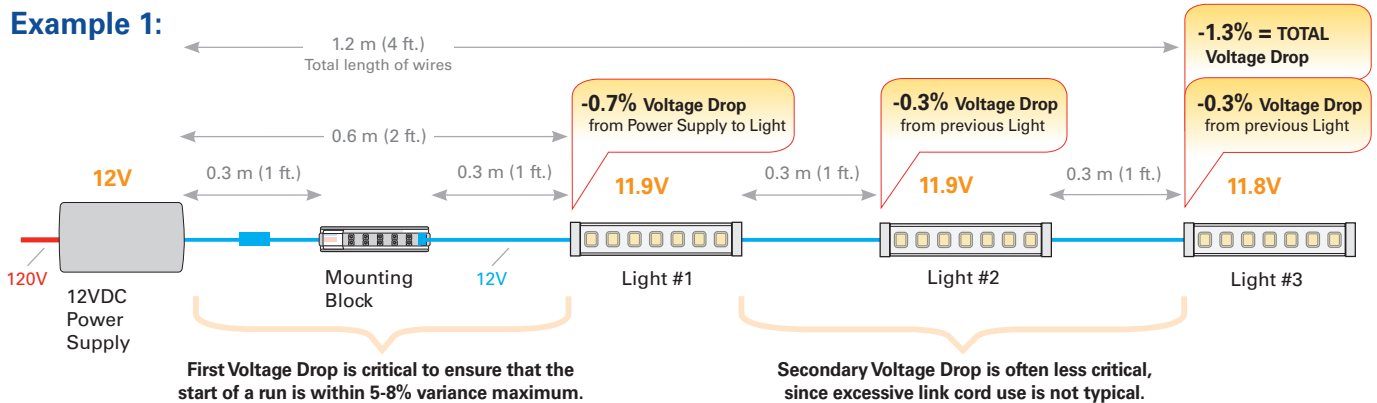 Example 1:
1.2 m (4 ft.)
Total length of wires
-1.3% = TOTAL
Voltage Drop
-0.7% Voltage Drop
from Power Supply to Light
-0.3% Voltage Drop
from previous Light
-0.3% Voltage Drop
from previous Light
0.6 m (2 ft.)
12V
0.3 m (1 ft.)
0.3 m (1 ft.)
11.9V
0.3 m (1 ft.)
11.9V
0.3 m (1 ft.)
11.8V
120V
12VDC
Power
Supply
Mounting
Block
12V
Light #1
Light #2
Light #3
First Voltage Drop is critical to ensure that the
start of a run is within 5-8% variance maximum.
Secondary Voltage Drop is often less critical,
since excessive link cord use is not typical.